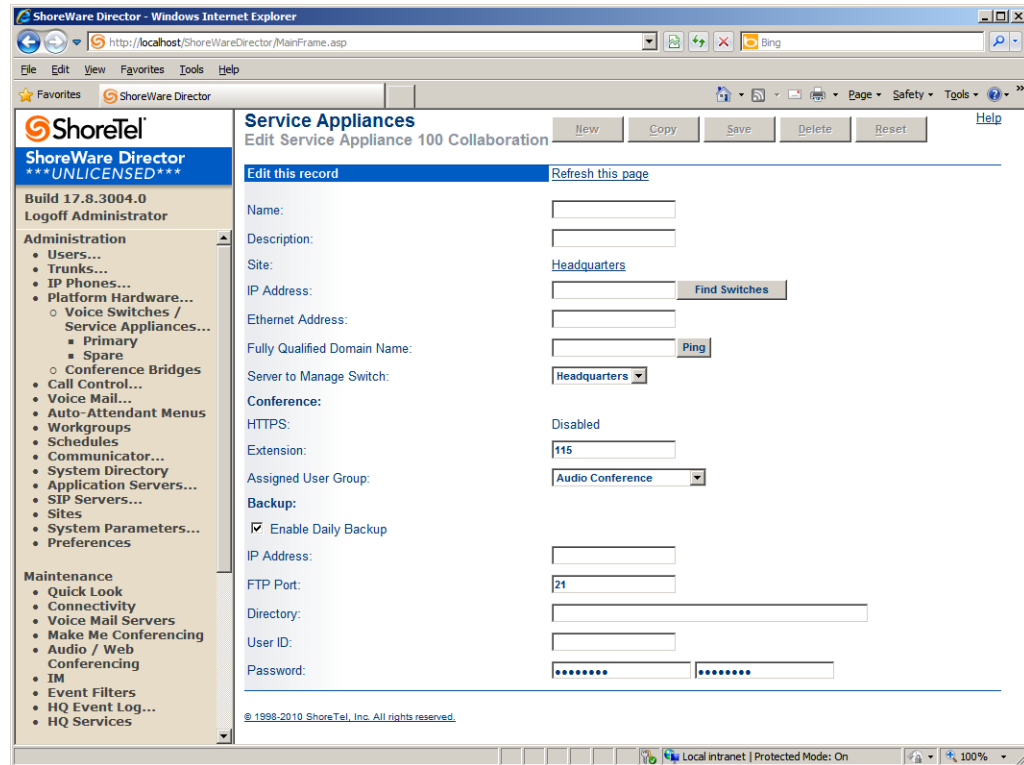 ShoreWare Director - Windows Internet Explorer
http://localhost/ShoreWareDirector/MainFrame.asp
Bing
File Edit View Favorites Tools Help
Favorites ShoreWare Director
Page Safety Tools »
ShoreTel
ShoreWare Director
***UNLICENSED***
Build 17.8.3004.0
Logoff Administrator
Administration
• Users...
• Trunks...
• IP Phones...
• Platform Hardware...
o Voice Switches /
Service Appliances...
▪ Primary
▪ Spare
o Conference Bridges
• Call Control...
• Voice Mail...
• Auto-Attendant Menus
• Workgroups
• Schedules
• Communicator...
• System Directory
• Application Servers...
• SIP Servers...
• Sites
• System Parameters...
• Preferences
Maintenance
• Quick Look
• Connectivity
• Voice Mail Servers
• Make Me Conferencing
• Audio / Web
Conferencing
• IM
• Event Filters
• HQ Event Log...
• HQ Services
Service Appliances
Edit Service Appliance 100 Collaboration
New Copy Save Delete Reset
Help
Edit this record Refresh this page
Name:
Description:
Site: Headquarters
IP Address: Find Switches
Ethernet Address:
Fully Qualified Domain Name: Ping
Server to Manage Switch: Headquarters
Conference:
HTTPS: Disabled
Extension: 115
Assigned User Group: Audio Conference
Backup:
Enable Daily Backup
IP Address:
FTP Port: 21
Directory:
User ID:
Password: •••••••• ••••••••
© 1998-2010 ShoreTel, Inc. All rights reserved.
Local intranet | Protected Mode: On 100%